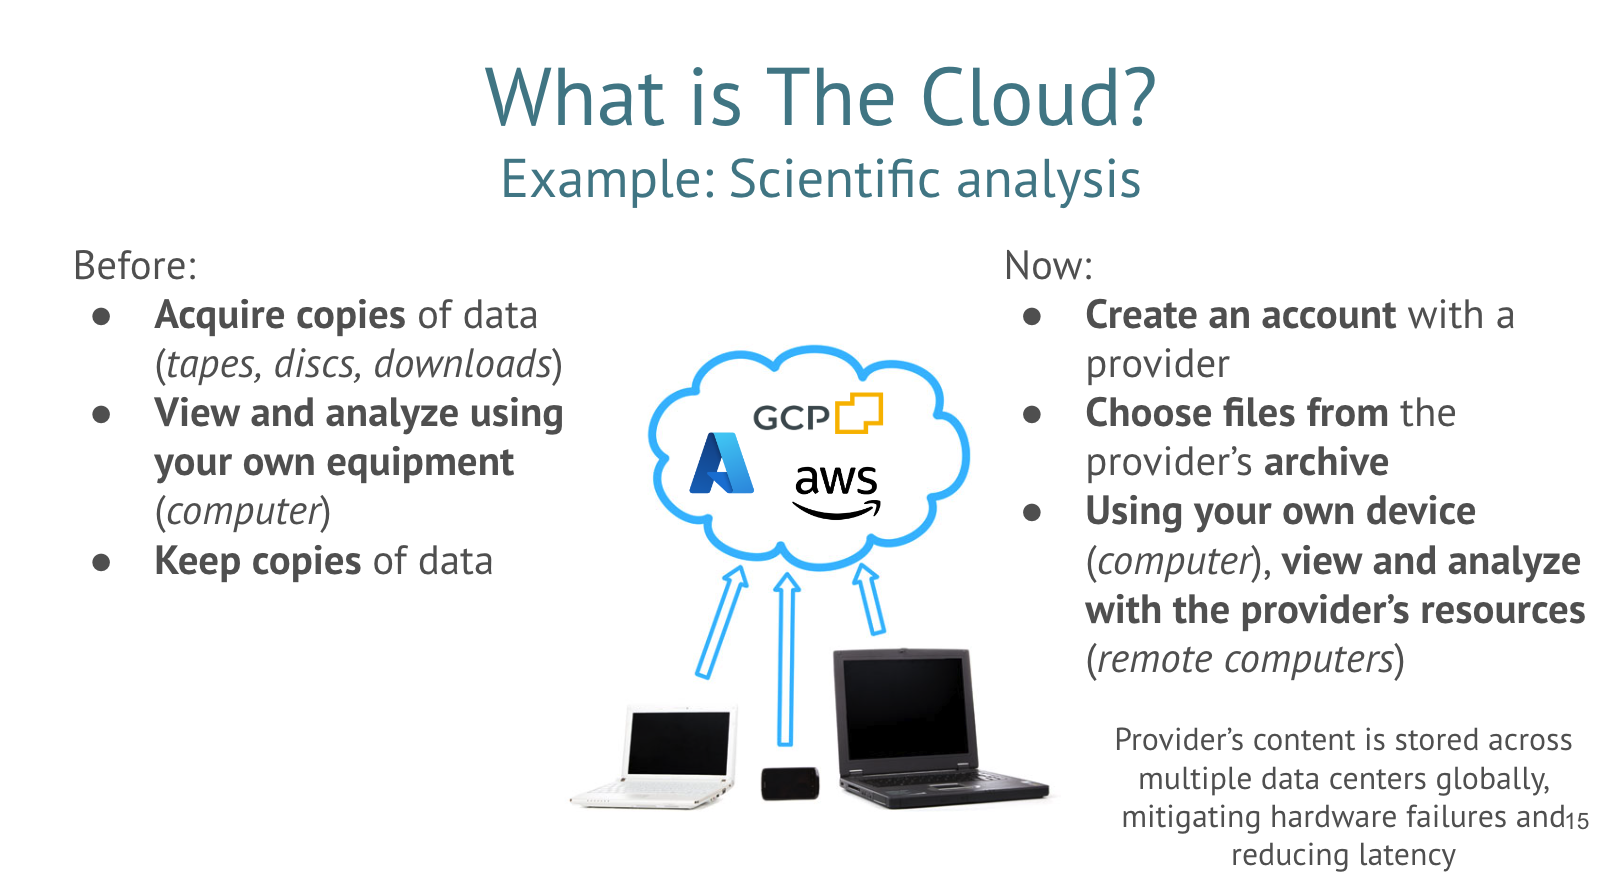 What is The Cloud?
Example: Scientific analysis
Before:
● Acquire copies of data
(tapes, discs, downloads)
● View and analyze using
your own equipment
(computer)
● Keep copies of data
GCP
aws
Now:
● Create an account with a
provider
● Choose files from the
provider’s archive
● Using your own device
(computer), view and analyze
with the provider’s resources
(remote computers)
Provider’s content is stored across
multiple data centers globally,
mitigating hardware failures and
reducing latency
15